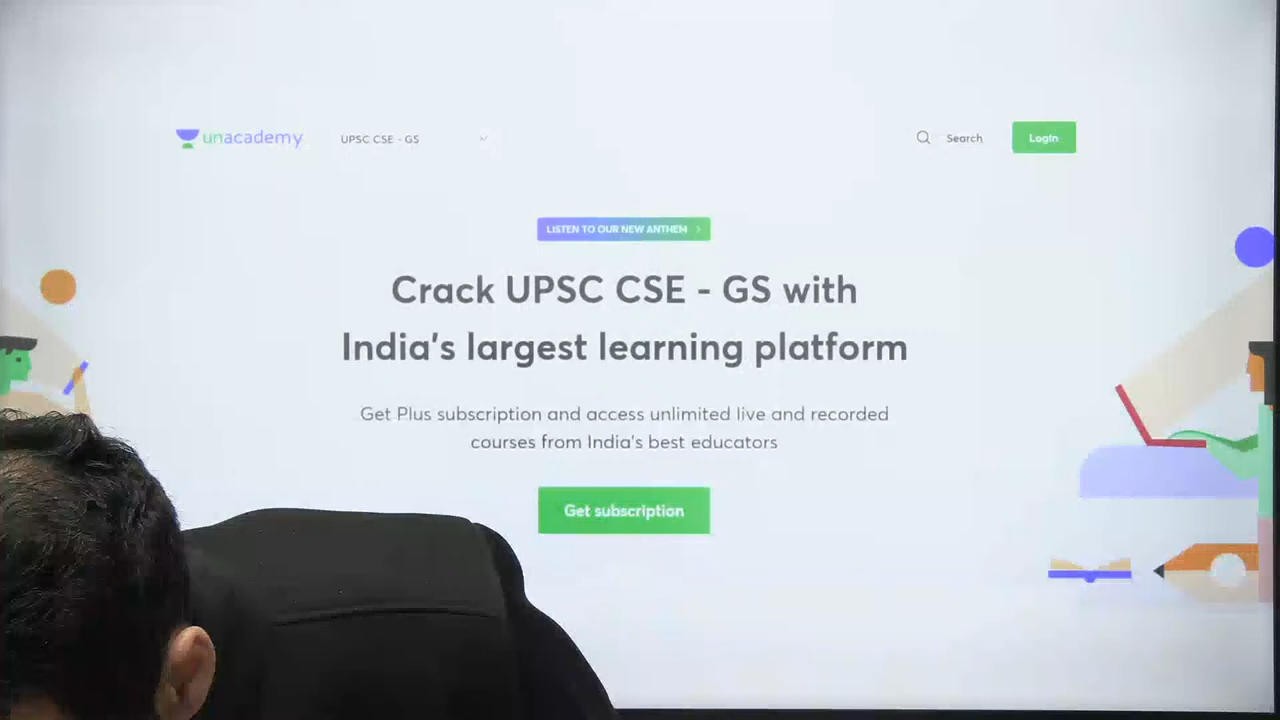 unacademy
UPSC CSE - GS
Search
Login
LISTEN TO OUR NEW ANTHEM
Crack UPSC CSE - GS with
India's largest learning platform
Get Plus subscription and access unlimited live and recorded
courses from India's best educators
Get subscription